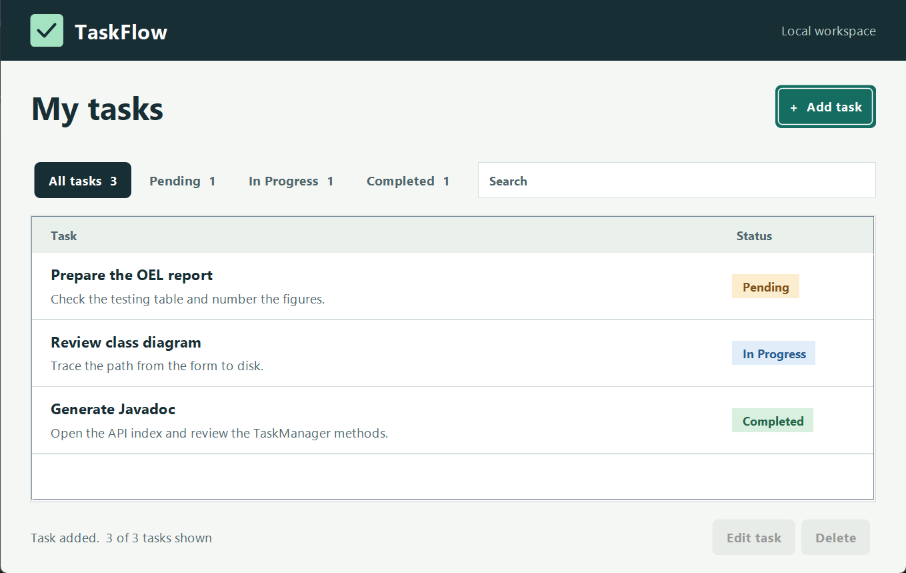 TaskFlow
Local workspace
My tasks
+ Add task
All tasks 3 Pending 1 In Progress 1 Completed 1 Search
Task Status
Prepare the OEL report
Check the testing table and number the figures.
Pending
Review class diagram
Trace the path from the form to disk.
In Progress
Generate Javadoc
Open the API index and review the TaskManager methods.
Completed
Task added. 3 of 3 tasks shown
Edit task Delete